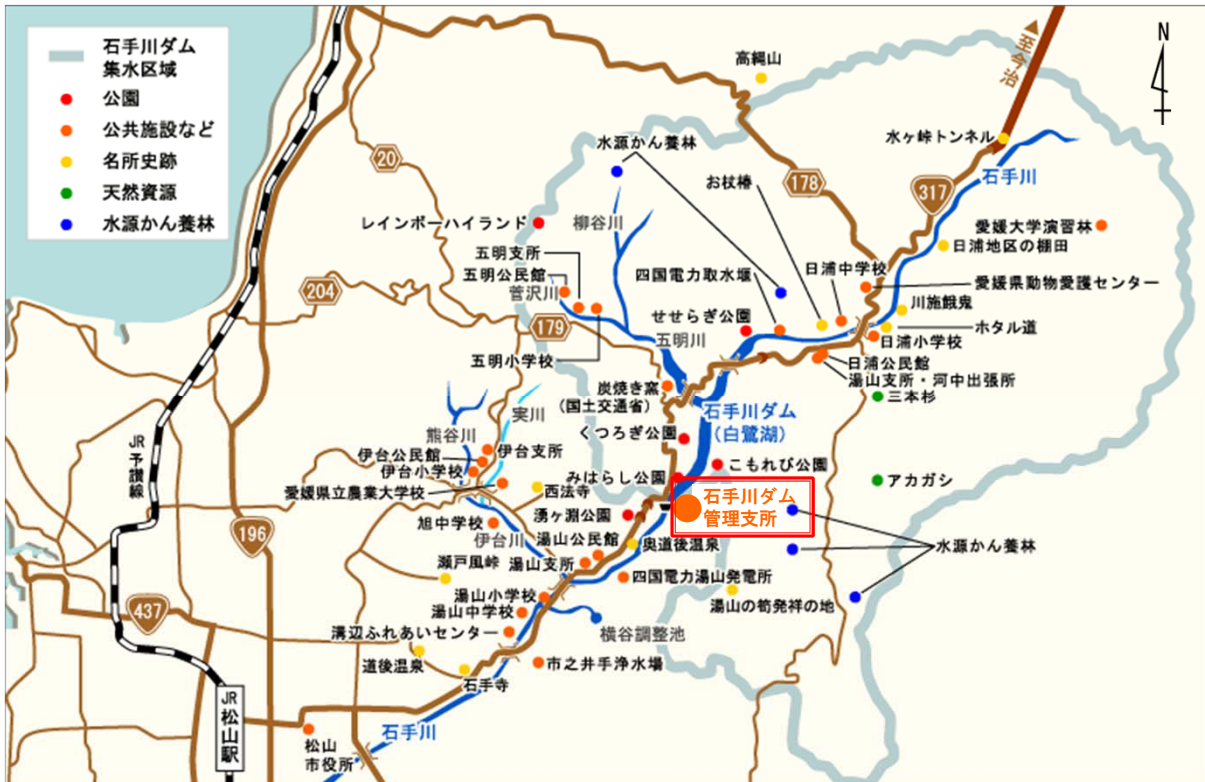 石手川ダム
集水区域
公園
公共施設など
名所史跡
天然資源
水源かん養林
N
至今治
高縄山
水ヶ峠トンネル
水源かん養林
20
178
お杖椿
317
石手川
レインボーハイランド
柳谷川
愛媛大学演習林
日浦地区の棚田
五明支所
五明公民館
菅沢川
四国電力取水堰
日浦中学校
愛媛県動物愛護センター
204
せせらぎ公園
川施餓鬼
179
五明川
ホタル道
日浦小学校
五明小学校
日浦公民館
湯山支所・河中出張所
炭焼き窯
(国土交通省)
三本杉
石手川ダム
(白鷺湖)
実川
熊谷川
くつろぎ公園
伊台支所
伊台公民館
伊台小学校
みはらし公園
こもれび公園
愛媛県立農業大学校
西法寺
アカガシ
JR予讃線
石手川ダム
管理支所
湧ヶ淵公園
旭中学校
伊台川
湯山公民館
奥道後温泉
水源かん養林
196
瀬戸風峠
湯山支所
四国電力湯山発電所
湯山小学校
湯山の筍発祥の地
437
湯山中学校
横谷調整池
溝辺ふれあいセンター
道後温泉
市之井手浄水場
石手寺
JR
松山駅
石手川
松山
市役所